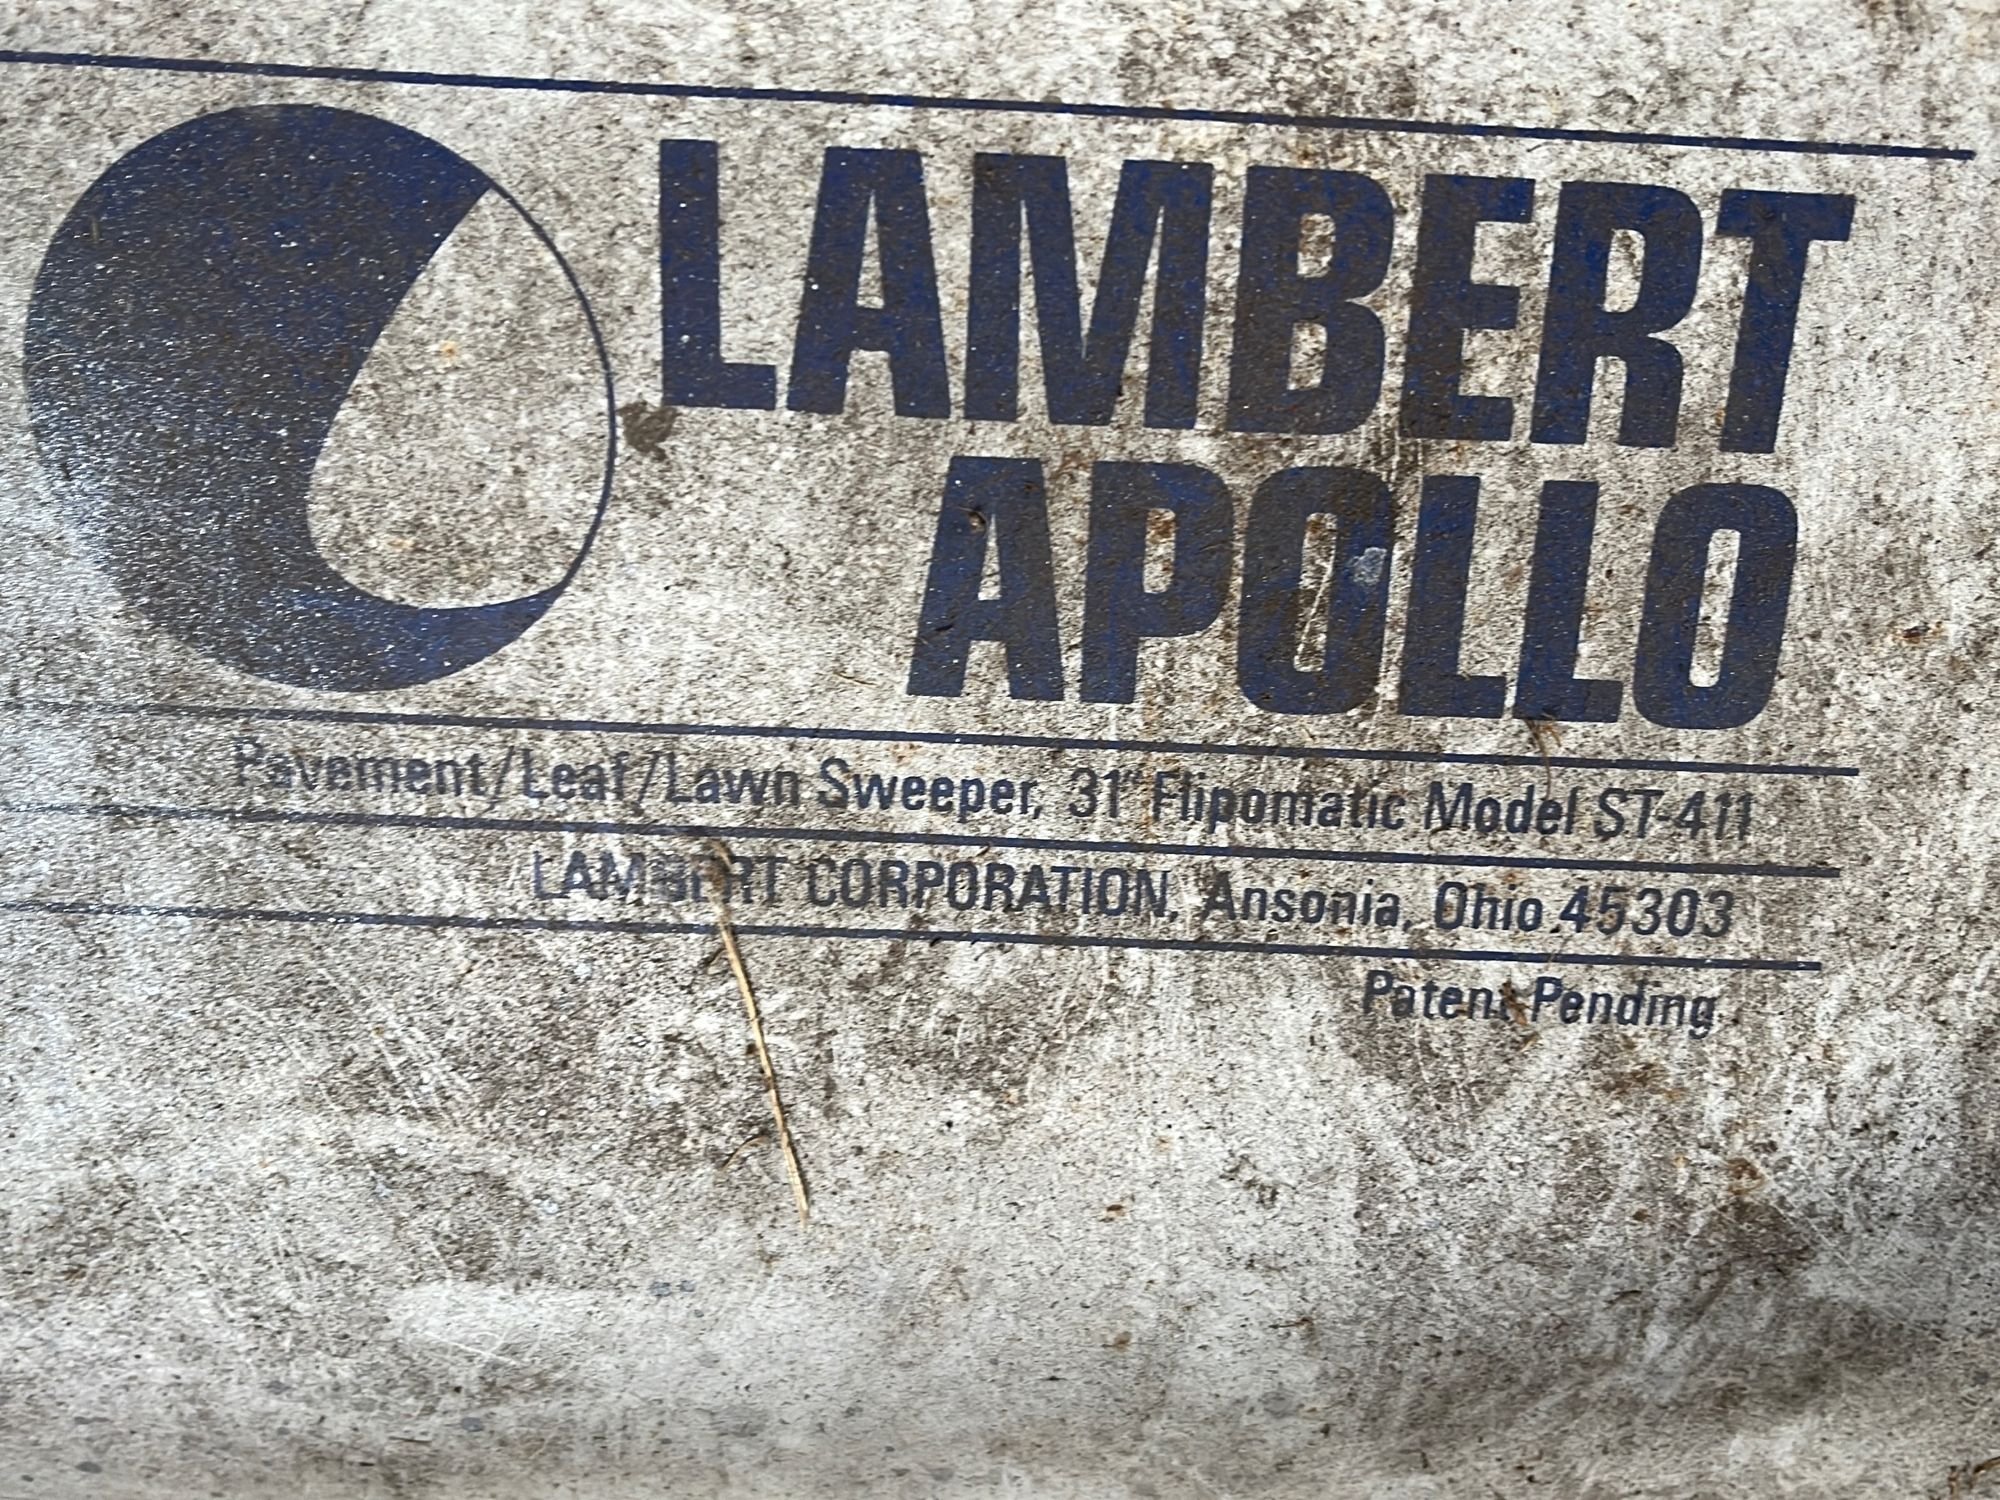 LAMBERT
APOLLO
Pavement/Leaf/Lawn Sweeper, 31" Flipomatic Model ST-411
LAMBERT CORPORATION, Ansonia, Ohio 45303
Patent Pending